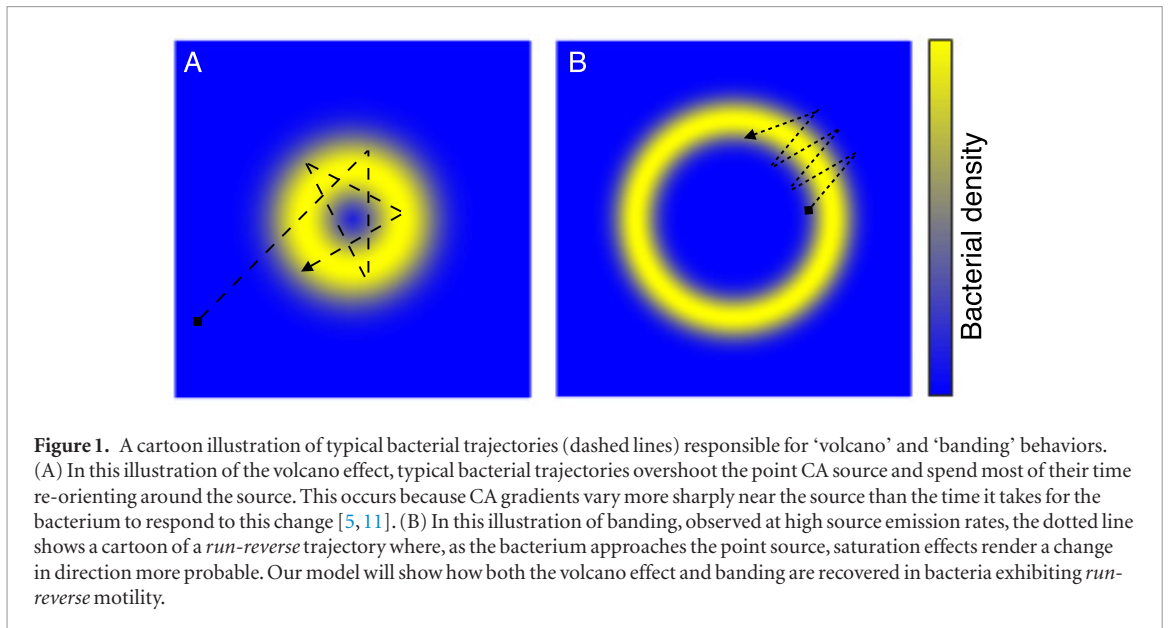 A
B
Bacterial density
Figure 1. A cartoon illustration of typical bacterial trajectories (dashed lines) responsible for ‘volcano’ and ‘banding’ behaviors.
(A) In this illustration of the volcano effect, typical bacterial trajectories overshoot the point CA source and spend most of their time
re-orienting around the source. This occurs because CA gradients vary more sharply near the source than the time it takes for the
bacterium to respond to this change [5, 11]. (B) In this illustration of banding, observed at high source emission rates, the dotted line
shows a cartoon of a run-reverse trajectory where, as the bacterium approaches the point source, saturation effects render a change
in direction more probable. Our model will show how both the volcano effect and banding are recovered in bacteria exhibiting run-
reverse motility.